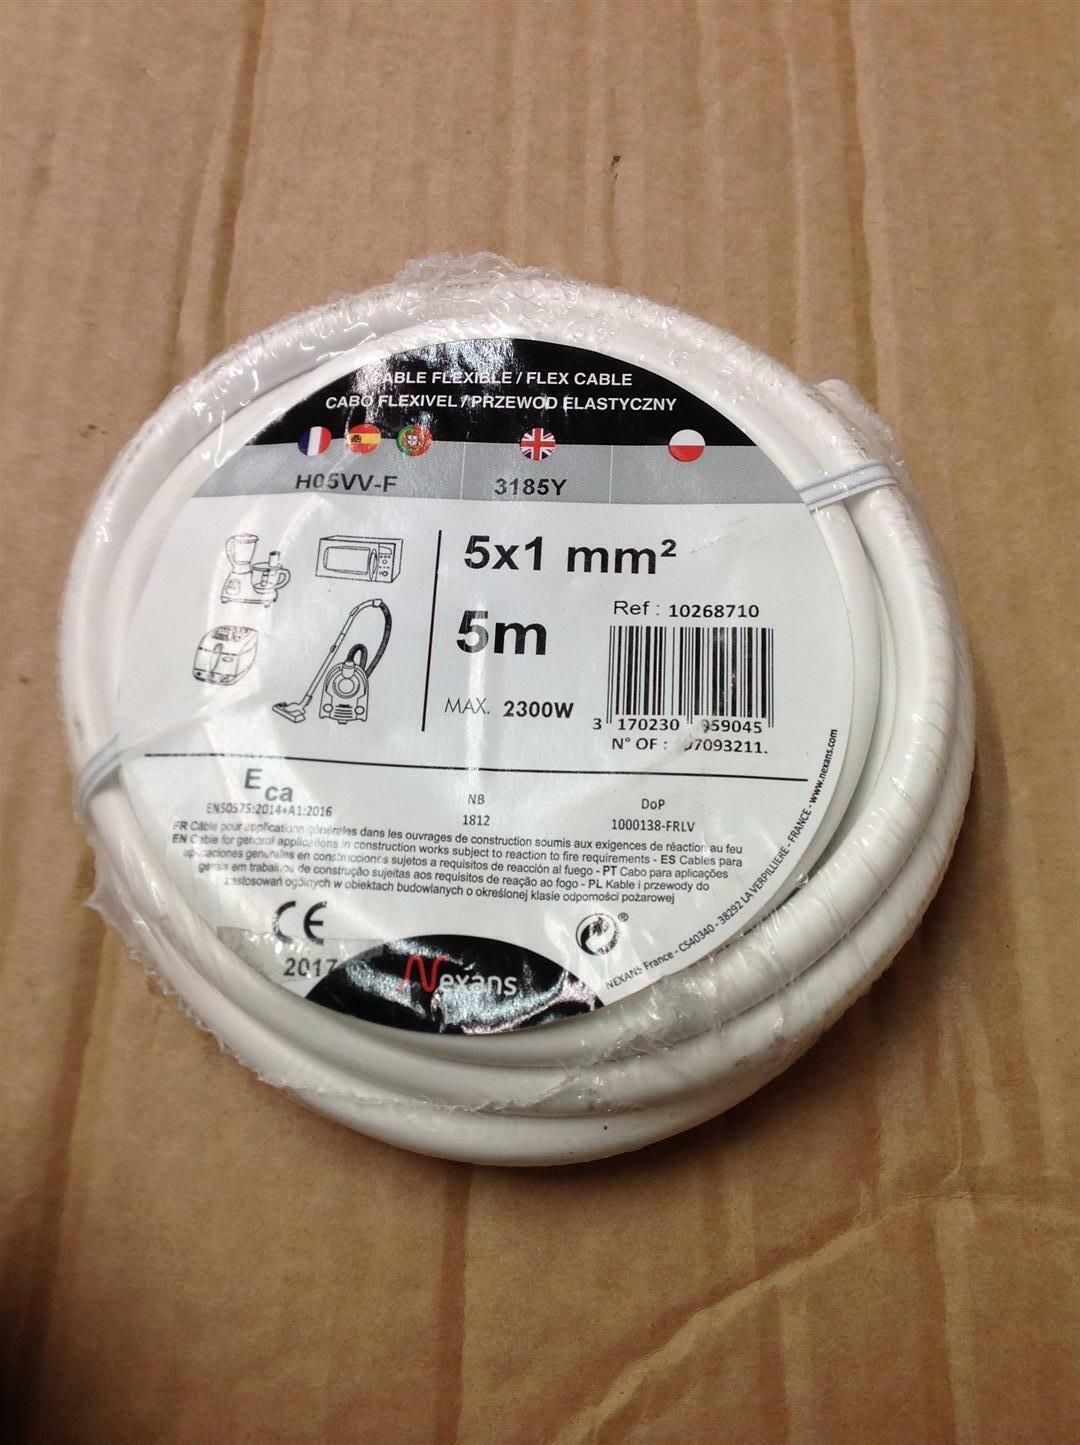 CABLE FLEXIBLE / FLEX CABLE
CABO FLEXIVEL / PRZEWOD ELASTYCZNY
H05VV-F 3185Y
5x1 mm²
5m
Ref : 10268710
MAX. 2300W
3 170230 959045
N° OF : 97093211.
Eca
EN50575:2014+A1:2016
NB
1812
DoP
1000138-FRLV
FR Câble pour applications générales dans les ouvrages de construction soumis aux exigences de réaction au feu
EN Cable for general applications in construction works subject to reaction to fire requirements - ES Cables para
aplicaciones generales en construcciones sujetos a requisitos de reacción al fuego - PT Cabo para aplicações
gerais em trabalhos de construção sujeitas aos requisitos de reação ao fogo - PL Kable i przewody do
zastosowań ogólnych w obiektach budowlanych o określonej klasie odporności pożarowej
CE
2017
Nexans
®
NEXANS France - CS40340 - 38292 LA VERPILLIERE - FRANCE - www.nexans.com